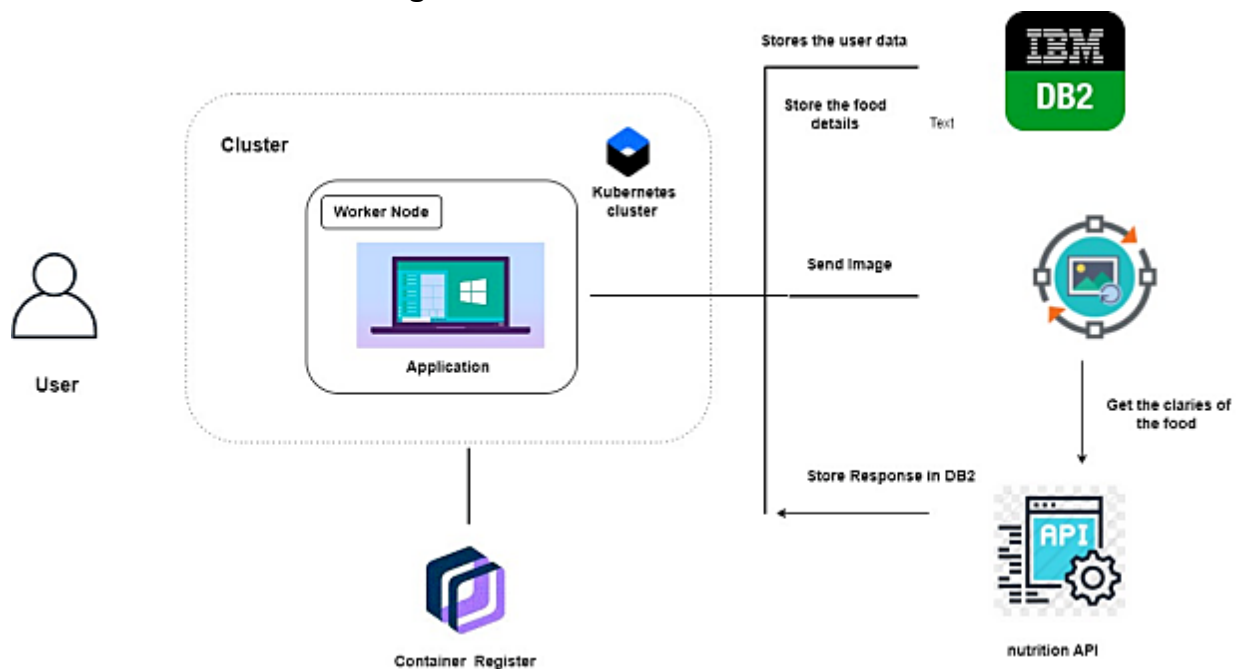 Stores the user data
IBM
DB2
Store the food
details
Text
Cluster
Kubernetes
cluster
Worker Node
Send Image
Application
User
Get the claries of
the food
Store Response in DB2
API
nutrition API
Container Register